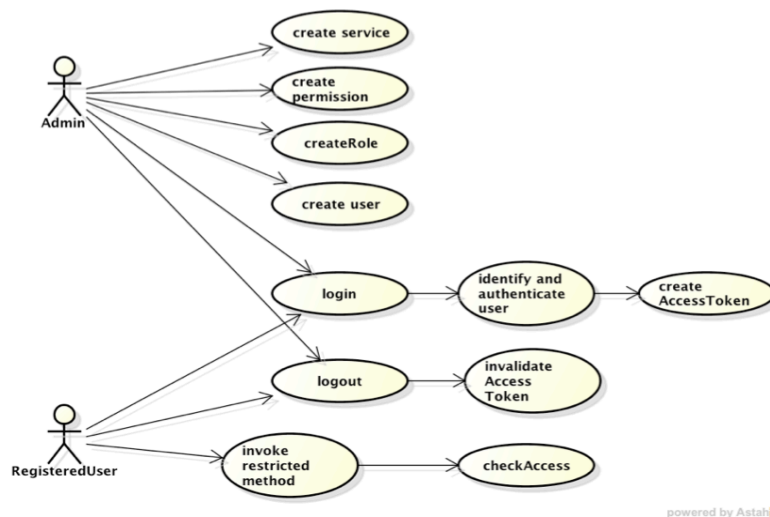 create service
create
permission
Admin
createRole
create user
login
identify and
authenticate
user
create
AccessToken
logout
invalidate
Access
Token
RegisteredUser
invoke
restricted
method
checkAccess
powered by Astah